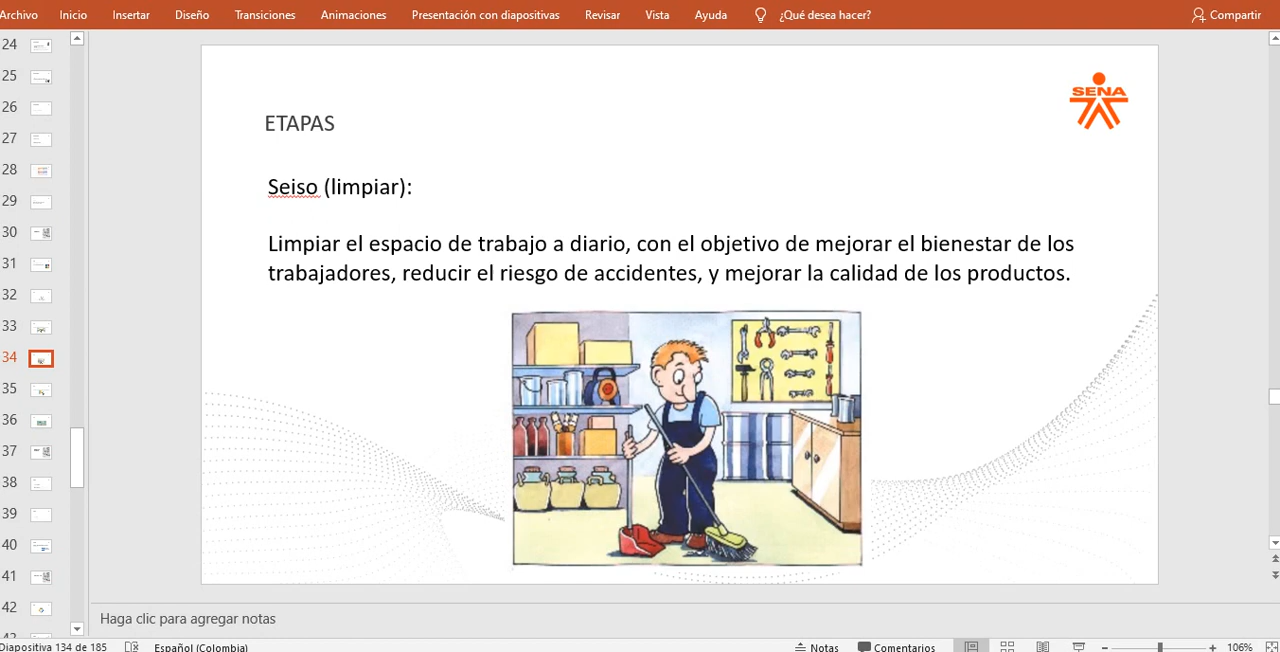 Archivo Inicio Insertar Diseño Transiciones Animaciones Presentación con diapositivas Revisar Vista Ayuda ¿Qué desea hacer? Compartir
24
25
26
27
28
29
30
31
32
33
34
35
36
37
38
39
40
41
42
SENA
ETAPAS
Seiso (limpiar):
Limpiar el espacio de trabajo a diario, con el objetivo de mejorar el bienestar de los
trabajadores, reducir el riesgo de accidentes, y mejorar la calidad de los productos.
Haga clic para agregar notas
Diapositiva 134 de 185 Español (Colombia) Notas Comentarios 106%